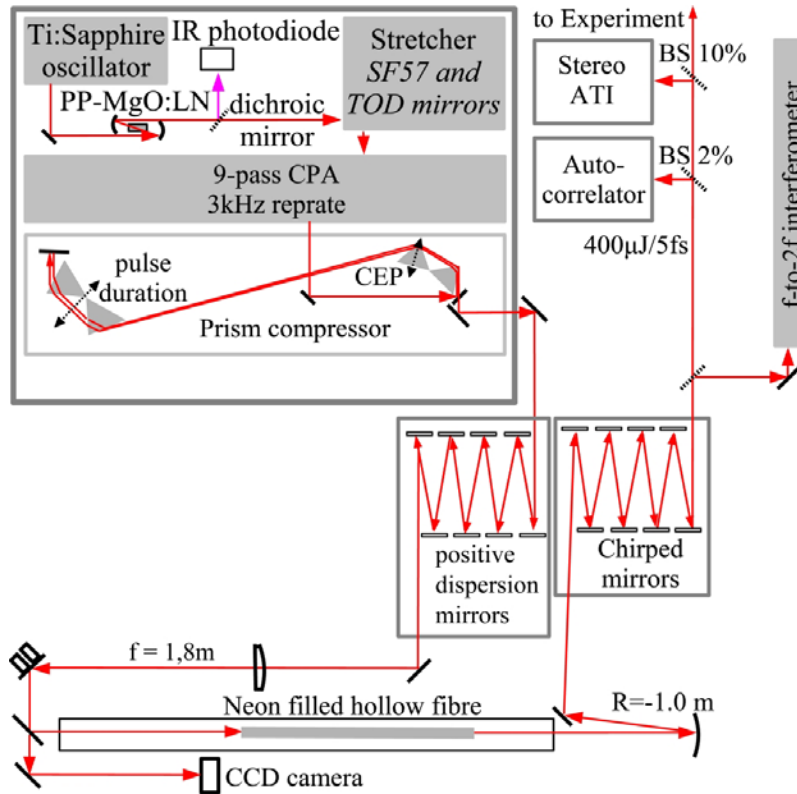 Ti:Sapphire
oscillator
IR photodiode
Stretcher
SF57 and
TOD mirrors
PP-MgO:LN
dichroic
mirror
9-pass CPA
3kHz reprate
pulse
duration
CEP
Prism compressor
to Experiment
BS 10%
Stereo
ATI
BS 2%
Auto-
correlator
400μJ/5fs
f-to-2f interferometer
positive
dispersion
mirrors
Chirped
mirrors
f = 1,8m
Neon filled hollow fibre
R=-1.0 m
CCD camera